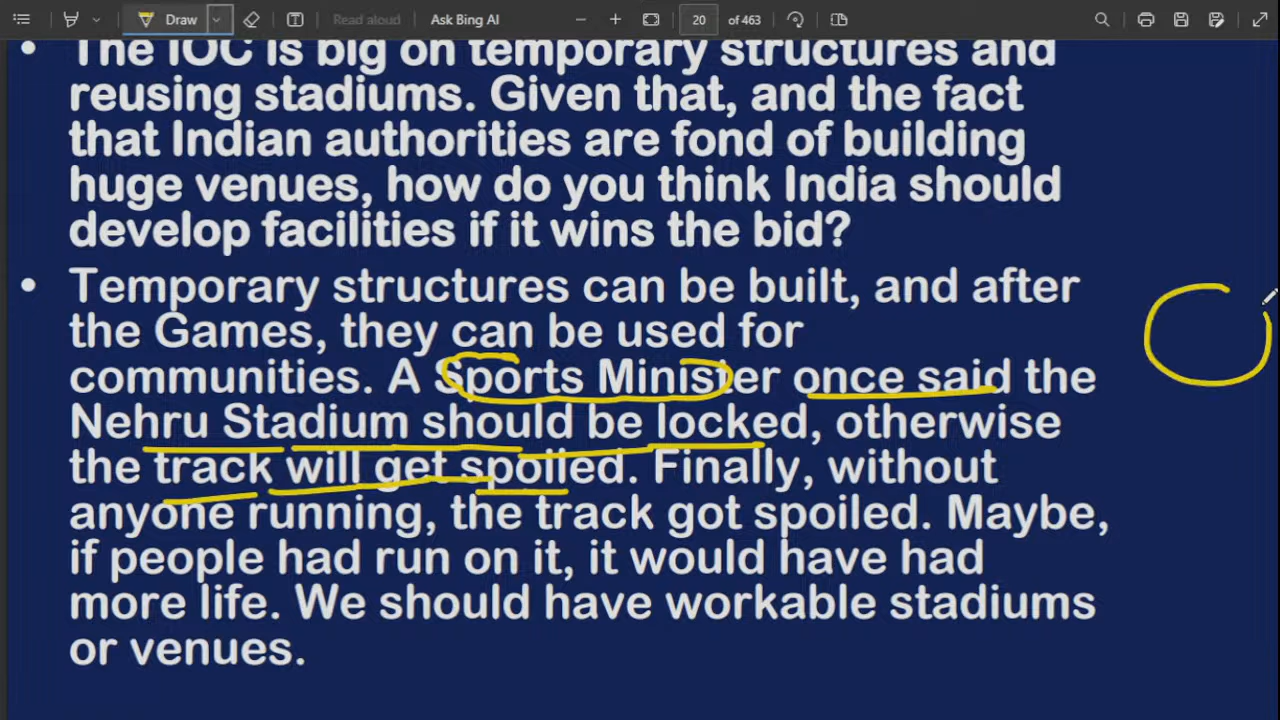 Draw
Read aloud
Ask Bing AI
20
of 463
• The IOC is big on temporary structures and
reusing stadiums. Given that, and the fact
that Indian authorities are fond of building
huge venues, how do you think India should
develop facilities if it wins the bid?
• Temporary structures can be built, and after
the Games, they can be used for
communities. A Sports Minister once said the
Nehru Stadium should be locked, otherwise
the track will get spoiled. Finally, without
anyone running, the track got spoiled. Maybe,
if people had run on it, it would have had
more life. We should have workable stadiums
or venues.